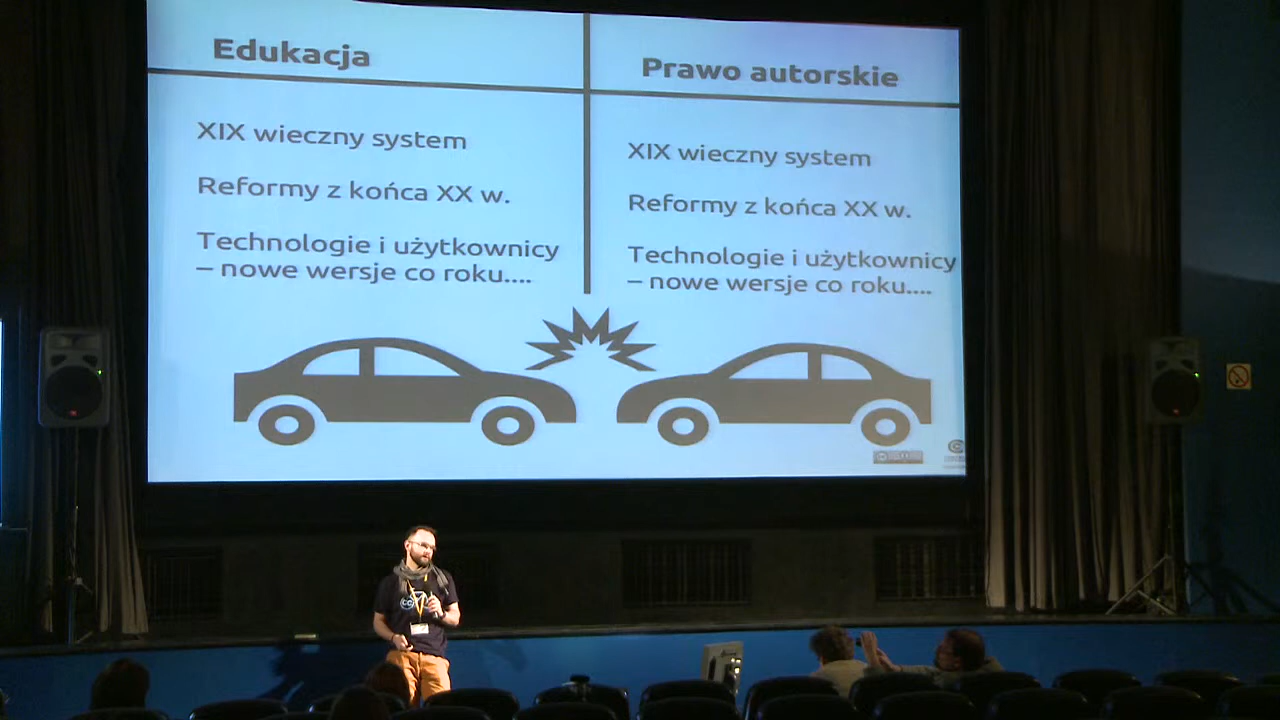 Edukacja
XIX wieczny system
Reformy z końca XX w.
Technologie i użytkownicy
– nowe wersje co roku....
Prawo autorskie
XIX wieczny system
Reformy z końca XX w.
Technologie i użytkownicy
– nowe wersje co roku....